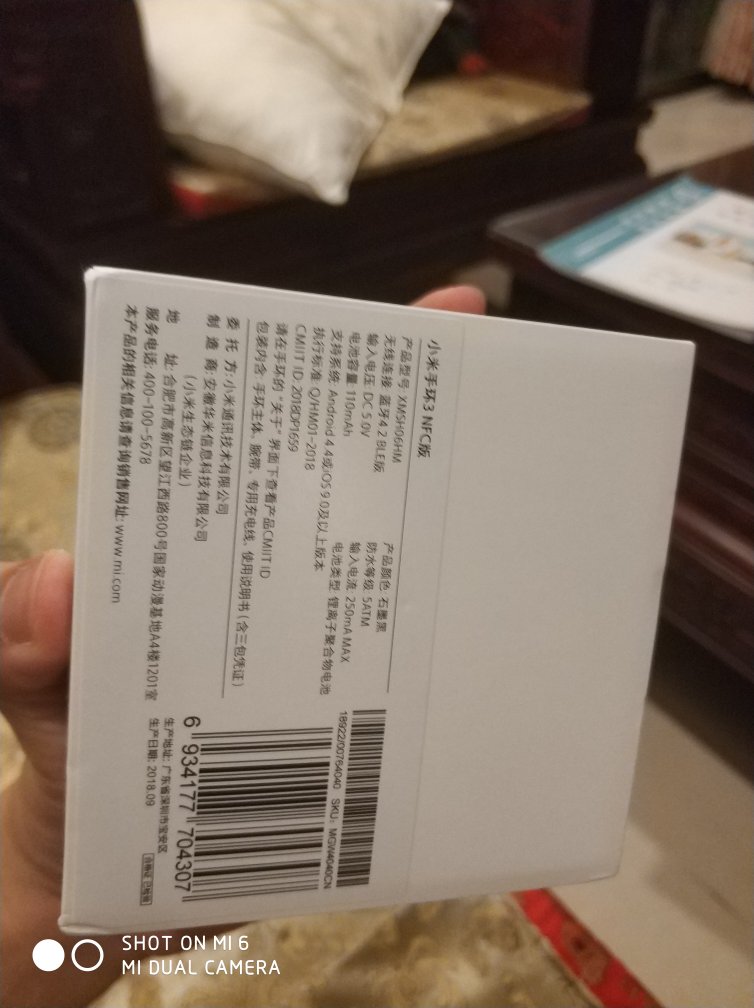 小米手环3 NFC版
产品型号 XMSH06HM
产品颜色 石墨黑
无线连接 蓝牙4.2 BLE版
防水等级 5ATM
输入电压 DC 5.0V
输入电流 250mA MAX
电池容量 110mAh
电池类型 锂离子聚合物电池
支持系统 Android 4.4或iOS 9.0及以上版本
执行标准 Q/HM01-2018
CMIIT ID: 2018DP1659
请在手环的“关于”界面下查看产品CMIIT ID
包装内含 手环主体、腕带、专用充电线、使用说明书(含三包凭证)
委 托 方: 小米通讯技术有限公司
制 造 商: 安徽华米信息科技有限公司
(小米生态链企业)
地 址: 合肥市高新区望江西路800号国家动漫基地A4楼1201室
服务电话: 400-100-5678
本产品的相关信息请查询销售网址: www.mi.com
18922/00764040 SKU: MGW4040CN
6 934177 704307
生产地址: 广东省深圳市宝安区
生产日期: 2018.09
合格证 已检验
SHOT ON MI 6
MI DUAL CAMERA